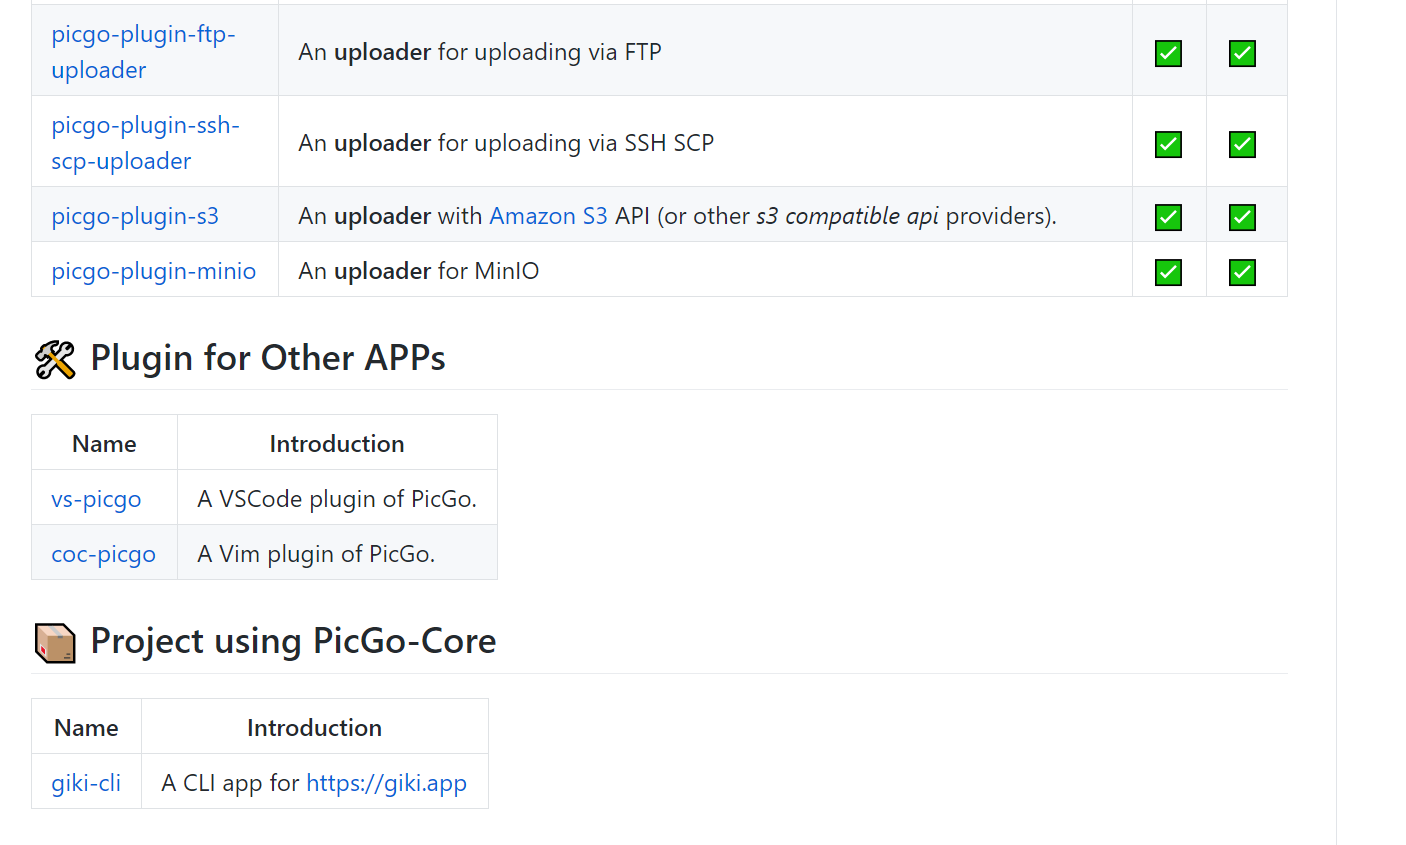 picgo-plugin-ftp-
uploader
An uploader for uploading via FTP
picgo-plugin-ssh-
scp-uploader
An uploader for uploading via SSH SCP
picgo-plugin-s3
An uploader with Amazon S3 API (or other s3 compatible api providers).
picgo-plugin-minio
An uploader for MinIO
Plugin for Other APPs
Name
Introduction
vs-picgo
A VSCode plugin of PicGo.
coc-picgo
A Vim plugin of PicGo.
Project using PicGo-Core
Name
Introduction
giki-cli
A CLI app for https://giki.app